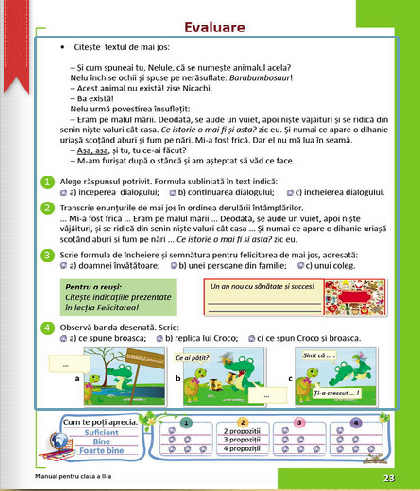 Evaluare
• Citește textul de mai jos:
– Și cum spuneai tu, Nelule, că se numește animalul acela?
Nelu închise ochii și spuse pe nerăsuflate: Barabumbosaur!
– Acest animal nu există! zise Nicachi.
– Ba există!
Nelu urmă povestirea însuflețit:
– Eram pe malul mării. Deodată, se aude un vuiet, apoi niște vâjâituri și se ridică din
senin niște valuri cât casa. Ce istorie o mai fi și asta? zic eu. Și numai ce apare o dihanie
uriașă scoțând aburi și fum pe nări. Mi-a fost frică. Dar el nu mă lua în seamă.
– Așa, așa, și tu, tu ce-ai făcut?
– M-am furișat după o stâncă și am așteptat să văd ce face.
1 Alege răspunsul potrivit. Formula subliniată în text indică:
a) începerea dialogului; b) continuarea dialogului; c) încheierea dialogului.
2 Transcrie enunțurile de mai jos în ordinea derulării întâmplărilor.
... Mi-a fost frică ... Eram pe malul mării ... Deodată, se aude un vuiet, apoi niște
vâjâituri, și se ridică din senin niște valuri cât casa ... Și numai ce apare o dihanie uriașă
scoțând aburi și fum pe nări ... Ce istorie o mai fi și asta? zic eu.
3 Scrie formula de încheiere și semnătura pentru felicitarea de mai jos, adresată:
a) doamnei învățătoare; b) unei persoane din familie; c) unui coleg.
Pentru a reuși:
Citește indicațiile prezentate
în lecția Felicitarea!
Un an nou cu sănătate și succes!
4 Observă banda desenată. Scrie:
a) ce spune broasca; b) replica lui Croco; c) ce spun Croco și broasca.
...
a
Ce ai pățit?
b
...
Sunt că ... !
c
Ți-a crescut... !
Cum te poți aprecia:
Suficient
Bine
Foarte bine
1 2 3 4
2 propoziții
3 propoziții
4 propoziții
Manual pentru clasa a II-a
23